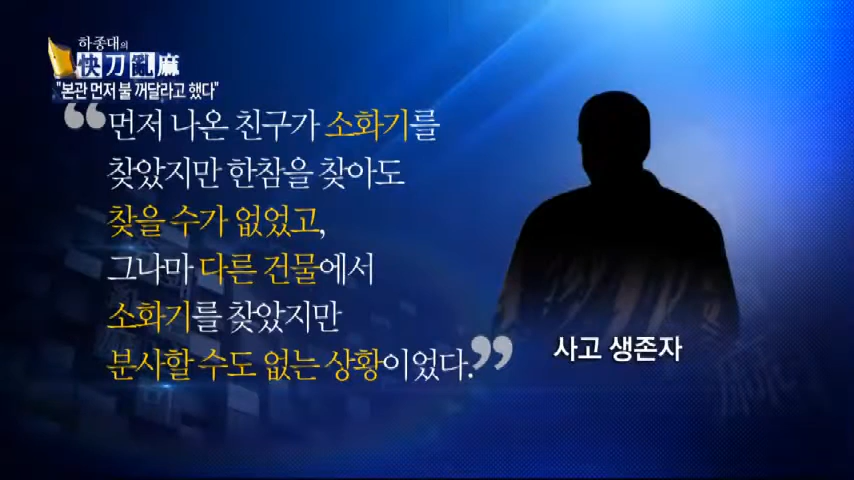 하종대의
快刀亂麻
"본관 먼저 불 꺼달라고 했다"
“먼저 나온 친구가 소화기를
찾았지만 한참을 찾아도
찾을 수가 없었고,
그나마 다른 건물에서
소화기를 찾았지만
분사할 수도 없는 상황이었다.”
사고 생존자